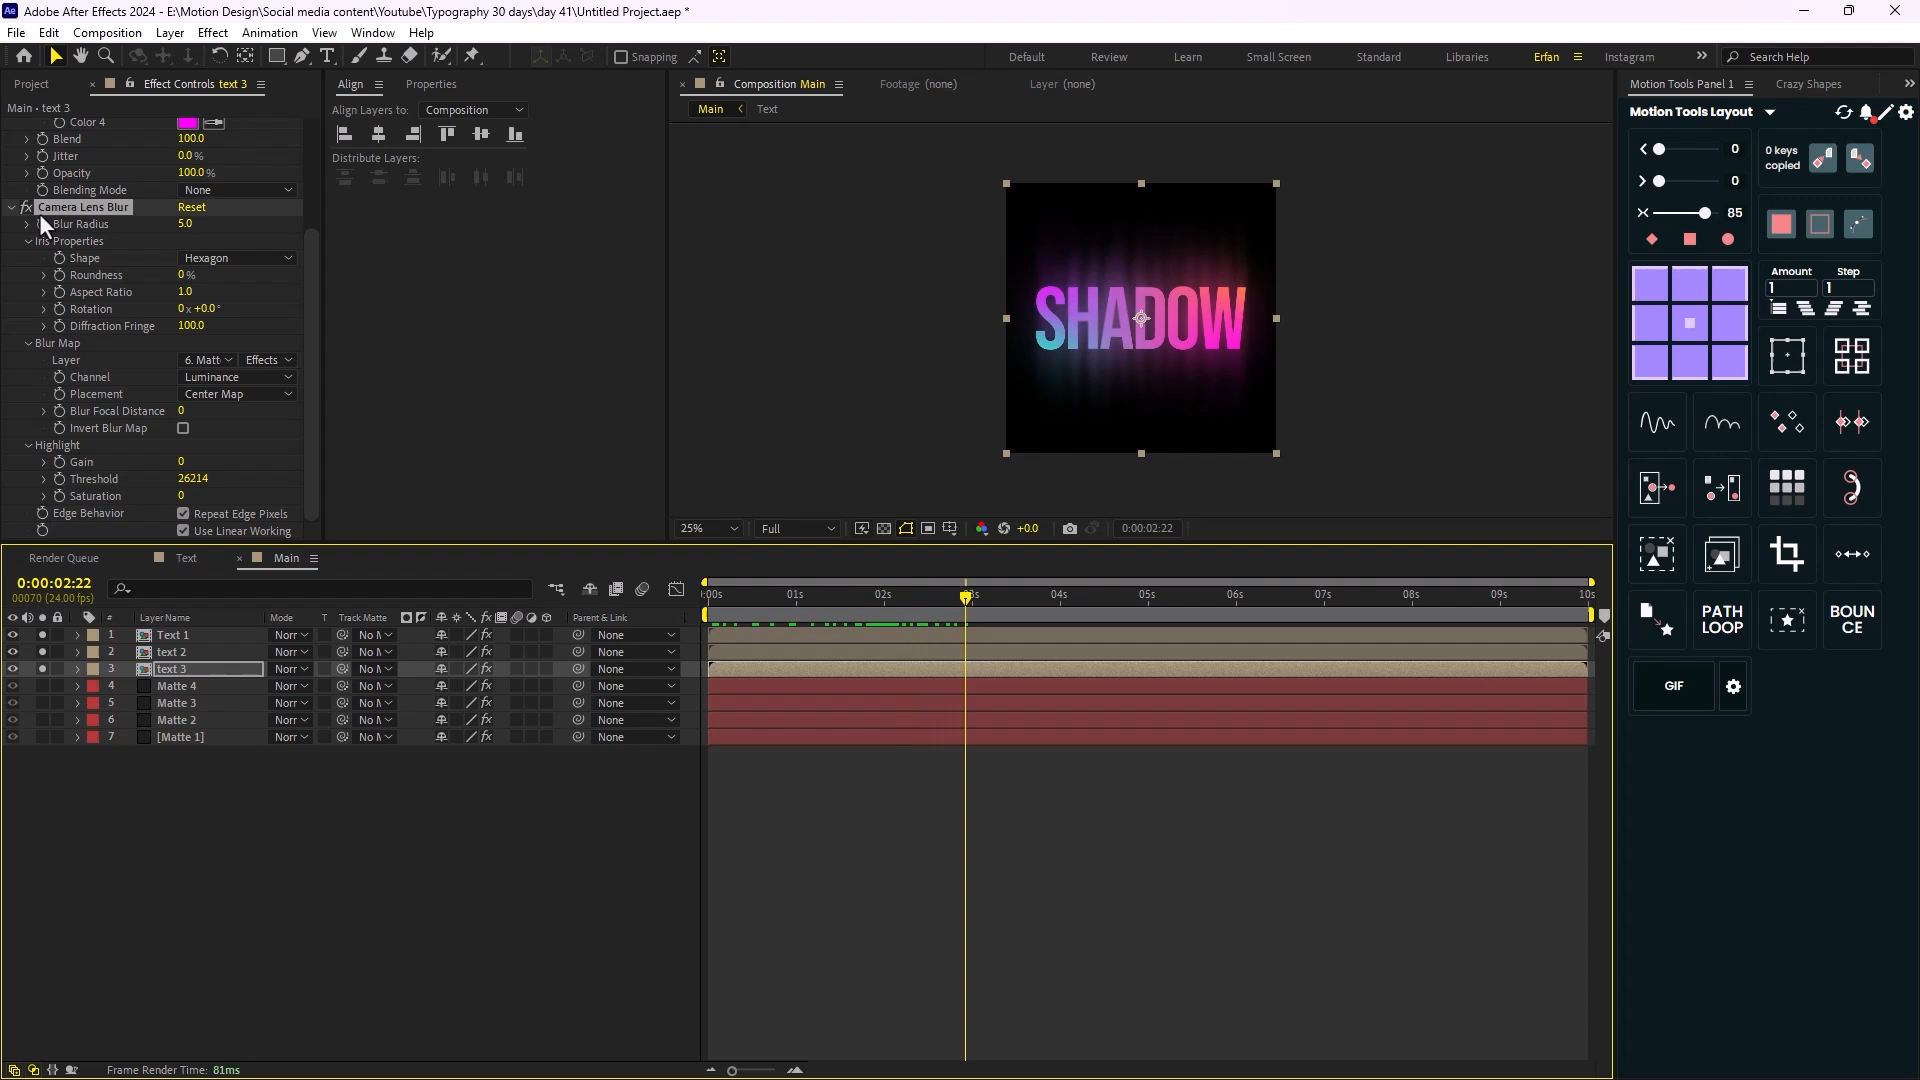 Ae Adobe After Effects 2024 - E:\Motion Design\Social media content\Youtube\Typography 30 days\day 41\Untitled Project.aep *
File Edit Composition Layer Effect Animation View Window Help
Snapping
Default Review Learn Small Screen Standard Libraries Erfan Instagram
Search Help
Project
Effect Controls text 3
Align Properties
Composition Main
Footage (none)
Layer (none)
Motion Tools Panel 1
Crazy Shapes
Main • text 3
Align Layers to: Composition
Main Text
Motion Tools Layout
Color 4
Blend 100.0
Jitter 0.0 %
Opacity 100.0 %
Blending Mode None
fx Camera Lens Blur Reset
Blur Radius 5.0
Iris Properties
Shape Hexagon
Roundness 0 %
Aspect Ratio 1.0
Rotation 0 x +0.0 °
Diffraction Fringe 100.0
Blur Map
Layer 6. Matt Effects
Channel Luminance
Placement Center Map
Blur Focal Distance 0
Invert Blur Map
Highlight
Gain 0
Threshold 26214
Saturation 0
Edge Behavior Repeat Edge Pixels
Use Linear Working
Distribute Layers:
SHADOW
25% Full +0.0 0:00:02:22
0
0
85
0 keys copied
Amount Step
1 1
PATH LOOP
BOUN CE
GIF
Render Queue Text Main
0:00:02:22
00070 (24.00 fps)
:00s 01s 02s 3s 04s 05s 06s 07s 08s 09s 10s
# Layer Name Mode T Track Matte fx Parent & Link
1 Text 1 Norr No M fx None
2 text 2 Norr No M fx None
3 text 3 Norr No M fx None
4 Matte 4 Norr No M fx None
5 Matte 3 Norr No M fx None
6 Matte 2 Norr No M fx None
7 [Matte 1] Norr No M fx None
Frame Render Time: 81ms